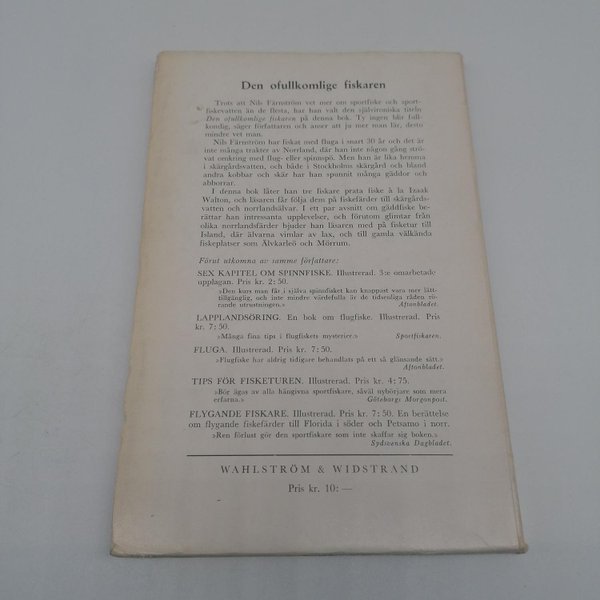 Den ofullkomlige fiskaren
Trots att Nils Färnström vet mer om sportfiske och sport-
fiskevatten än de flesta, har han valt den självironiska titeln
Den ofullkomlige fiskaren på denna bok. Ty ingen blir full-
komlig, säger författaren och anser att ju mer man lär, desto
mindre vet man.
Nils Färnström har fiskat med fluga i snart 30 år och det är
inte många trakter av Norrland, där han inte någon gång strö-
vat omkring med flug- eller spinnspö. Men han är lika hemma
i skärgårdsvatten, och både i Stockholms skärgård och bland
andra kobbar och skär har han spunnit många gäddor och
abborrar.
I denna bok låter han tre fiskare prata fiske à la Izaak
Walton, och läsaren får följa dem på fiskefärder till skärgårds-
vatten och norrlandsälvar. I ett par avsnitt om gäddfiske be-
rättar han intressanta upplevelser, och förutom glimtar från
olika norrlandsfärder bjuder han läsaren med på fisketur till
Island, där älvarna vimlar av lax, och till gamla välkända
fiskeplatser som Älvkarleö och Mörrum.
Förut utkomna av samme författare:
SEX KAPITEL OM SPINNFISKE. Illustrerad. 3:e omarbetade
upplagan. Pris kr. 2: 50.
»Den kurs man får i själva spinnfisket kan knappast vara mer lätt-
tillgänglig, och inte mindre värdefulla är de tidsenliga råden rö-
rande utrustningen.» Aftonbladet.
LAPPLANDSÖRING. En bok om flugfiske. Illustrerad. Pris
kr. 7: 50.
»Många fina tips i flugfiskets mysterier.» Sportfiskaren.
FLUGA. Illustrerad. Pris kr. 7: 50.
»Flugfiske har aldrig tidigare behandlats på ett så glänsande sätt.»
Aftonbladet.
TIPS FÖR FISKETUREN. Illustrerad. Pris kr. 4: 75.
»Bör ägas av alla hängivna sportfiskare, såväl nybörjare som mera
erfarna.» Göteborgs Morgonpost.
FLYGANDE FISKARE. Illustrerad. Pris kr. 7: 50. En berättelse
om flygande fiskefärder till Florida i söder och Petsamo i norr.
»Ren förlust gör den sportfiskare som inte skaffar sig boken.»
Sydsvenska Dagbladet.
WAHLSTRÖM & WIDSTRAND
Pris kr. 10: —